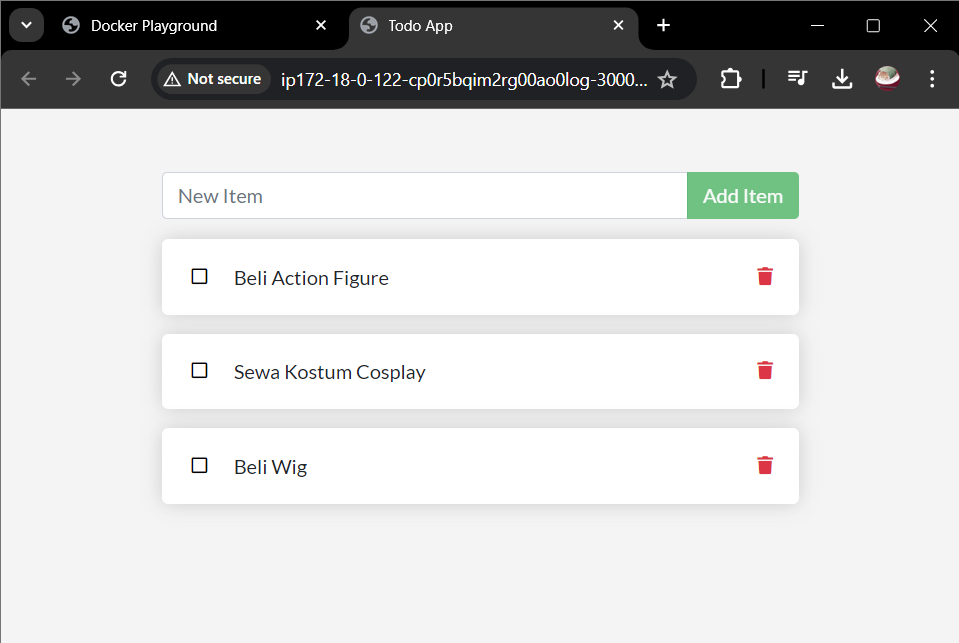 Docker Playground
Todo App
Not secure
ip172-18-0-122-cp0r5bqim2rg00ao0log-3000...
New Item
Add Item
Beli Action Figure
Sewa Kostum Cosplay
Beli Wig